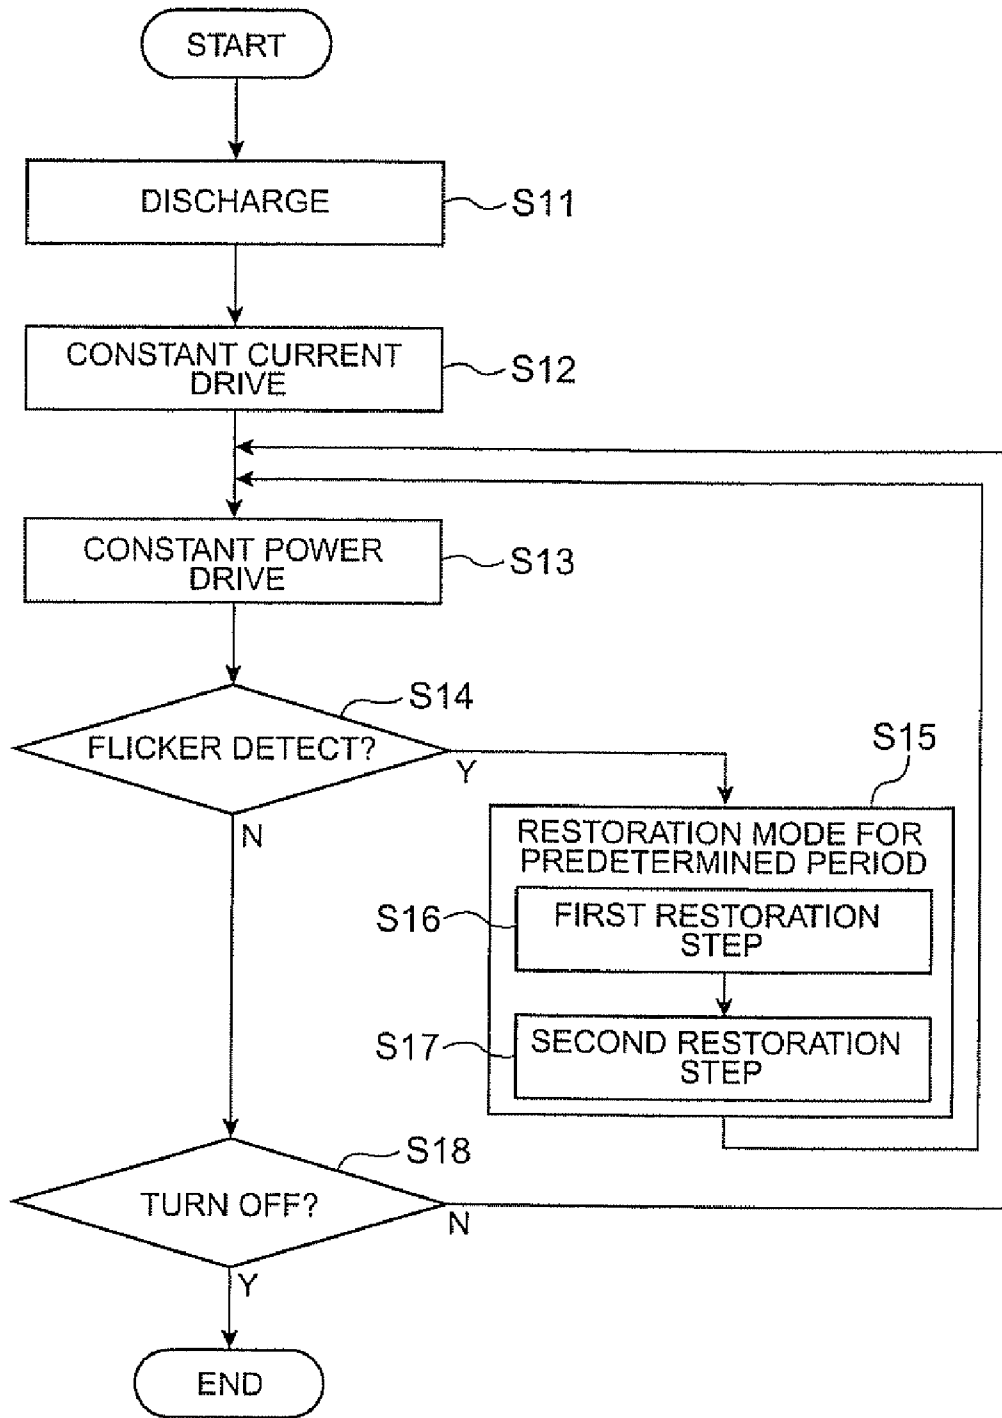 START
DISCHARGE
S11
CONSTANT CURRENT
DRIVE
S12
CONSTANT POWER
DRIVE
S13
S14
FLICKER DETECT?
Y
N
S15
RESTORATION MODE FOR
PREDETERMINED PERIOD
S16
FIRST RESTORATION
STEP
S17
SECOND RESTORATION
STEP
S18
TURN OFF?
N
Y
END